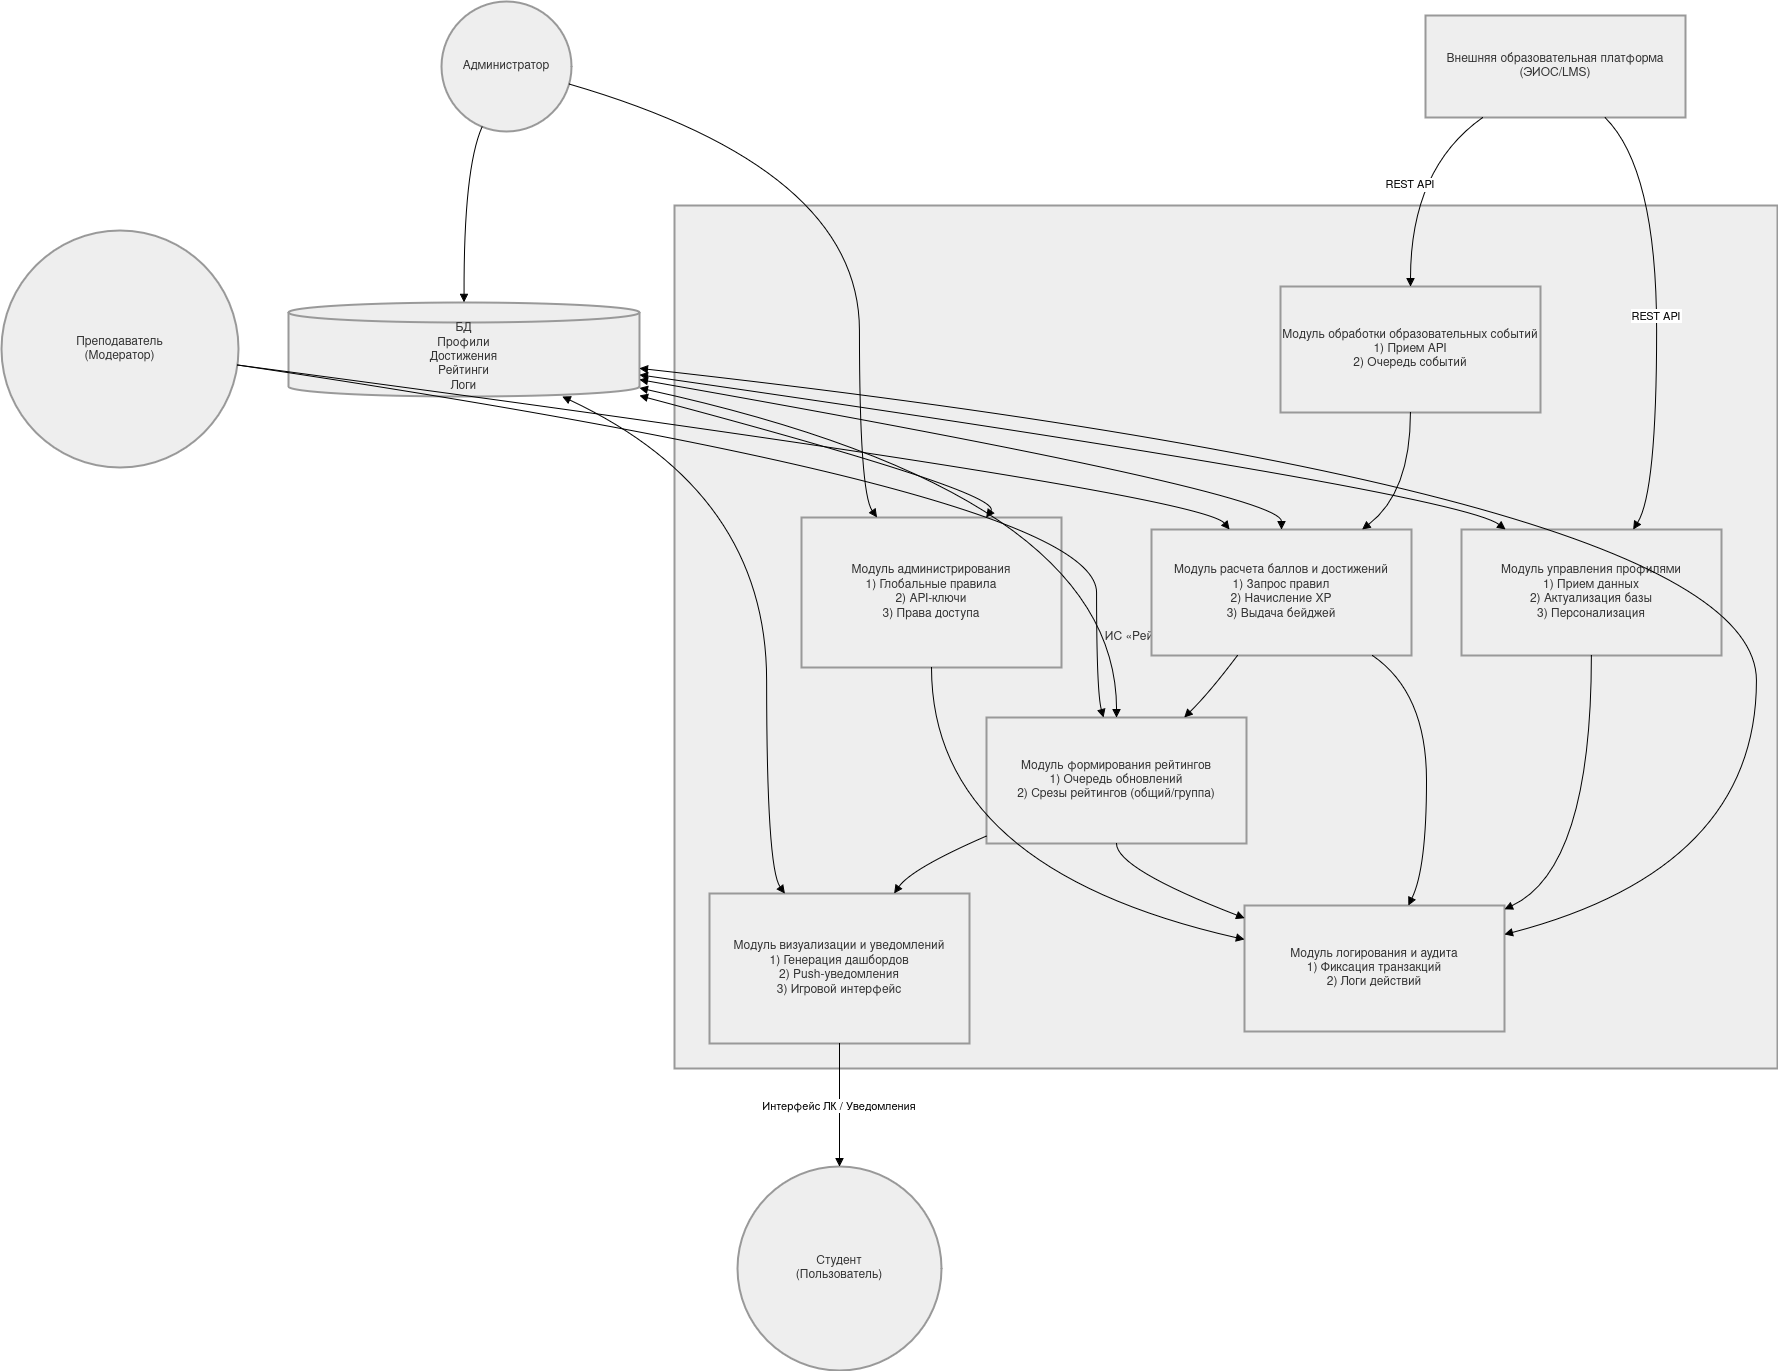 Администратор
Внешняя образовательная платформа
(ЭИОС/LMS)
REST API
REST API
Преподаватель
(Модератор)
БД
Профили
Достижения
Рейтинги
Логи
Модуль обработки образовательных событий
1) Прием API
2) Очередь событий
Модуль администрирования
1) Глобальные правила
2) API-ключи
3) Права доступа
ИС «Рей
Модуль расчета баллов и достижений
1) Запрос правил
2) Начисление XP
3) Выдача бейджей
Модуль управления профилями
1) Прием данных
2) Актуализация базы
3) Персонализация
Модуль формирования рейтингов
1) Очередь обновлений
2) Срезы рейтингов (общий/группа)
Модуль визуализации и уведомлений
1) Генерация дашбордов
2) Push-уведомления
3) Игровой интерфейс
Модуль логирования и аудита
1) Фиксация транзакций
2) Логи действий
Интерфейс ЛК / Уведомления
Студент
(Пользователь)